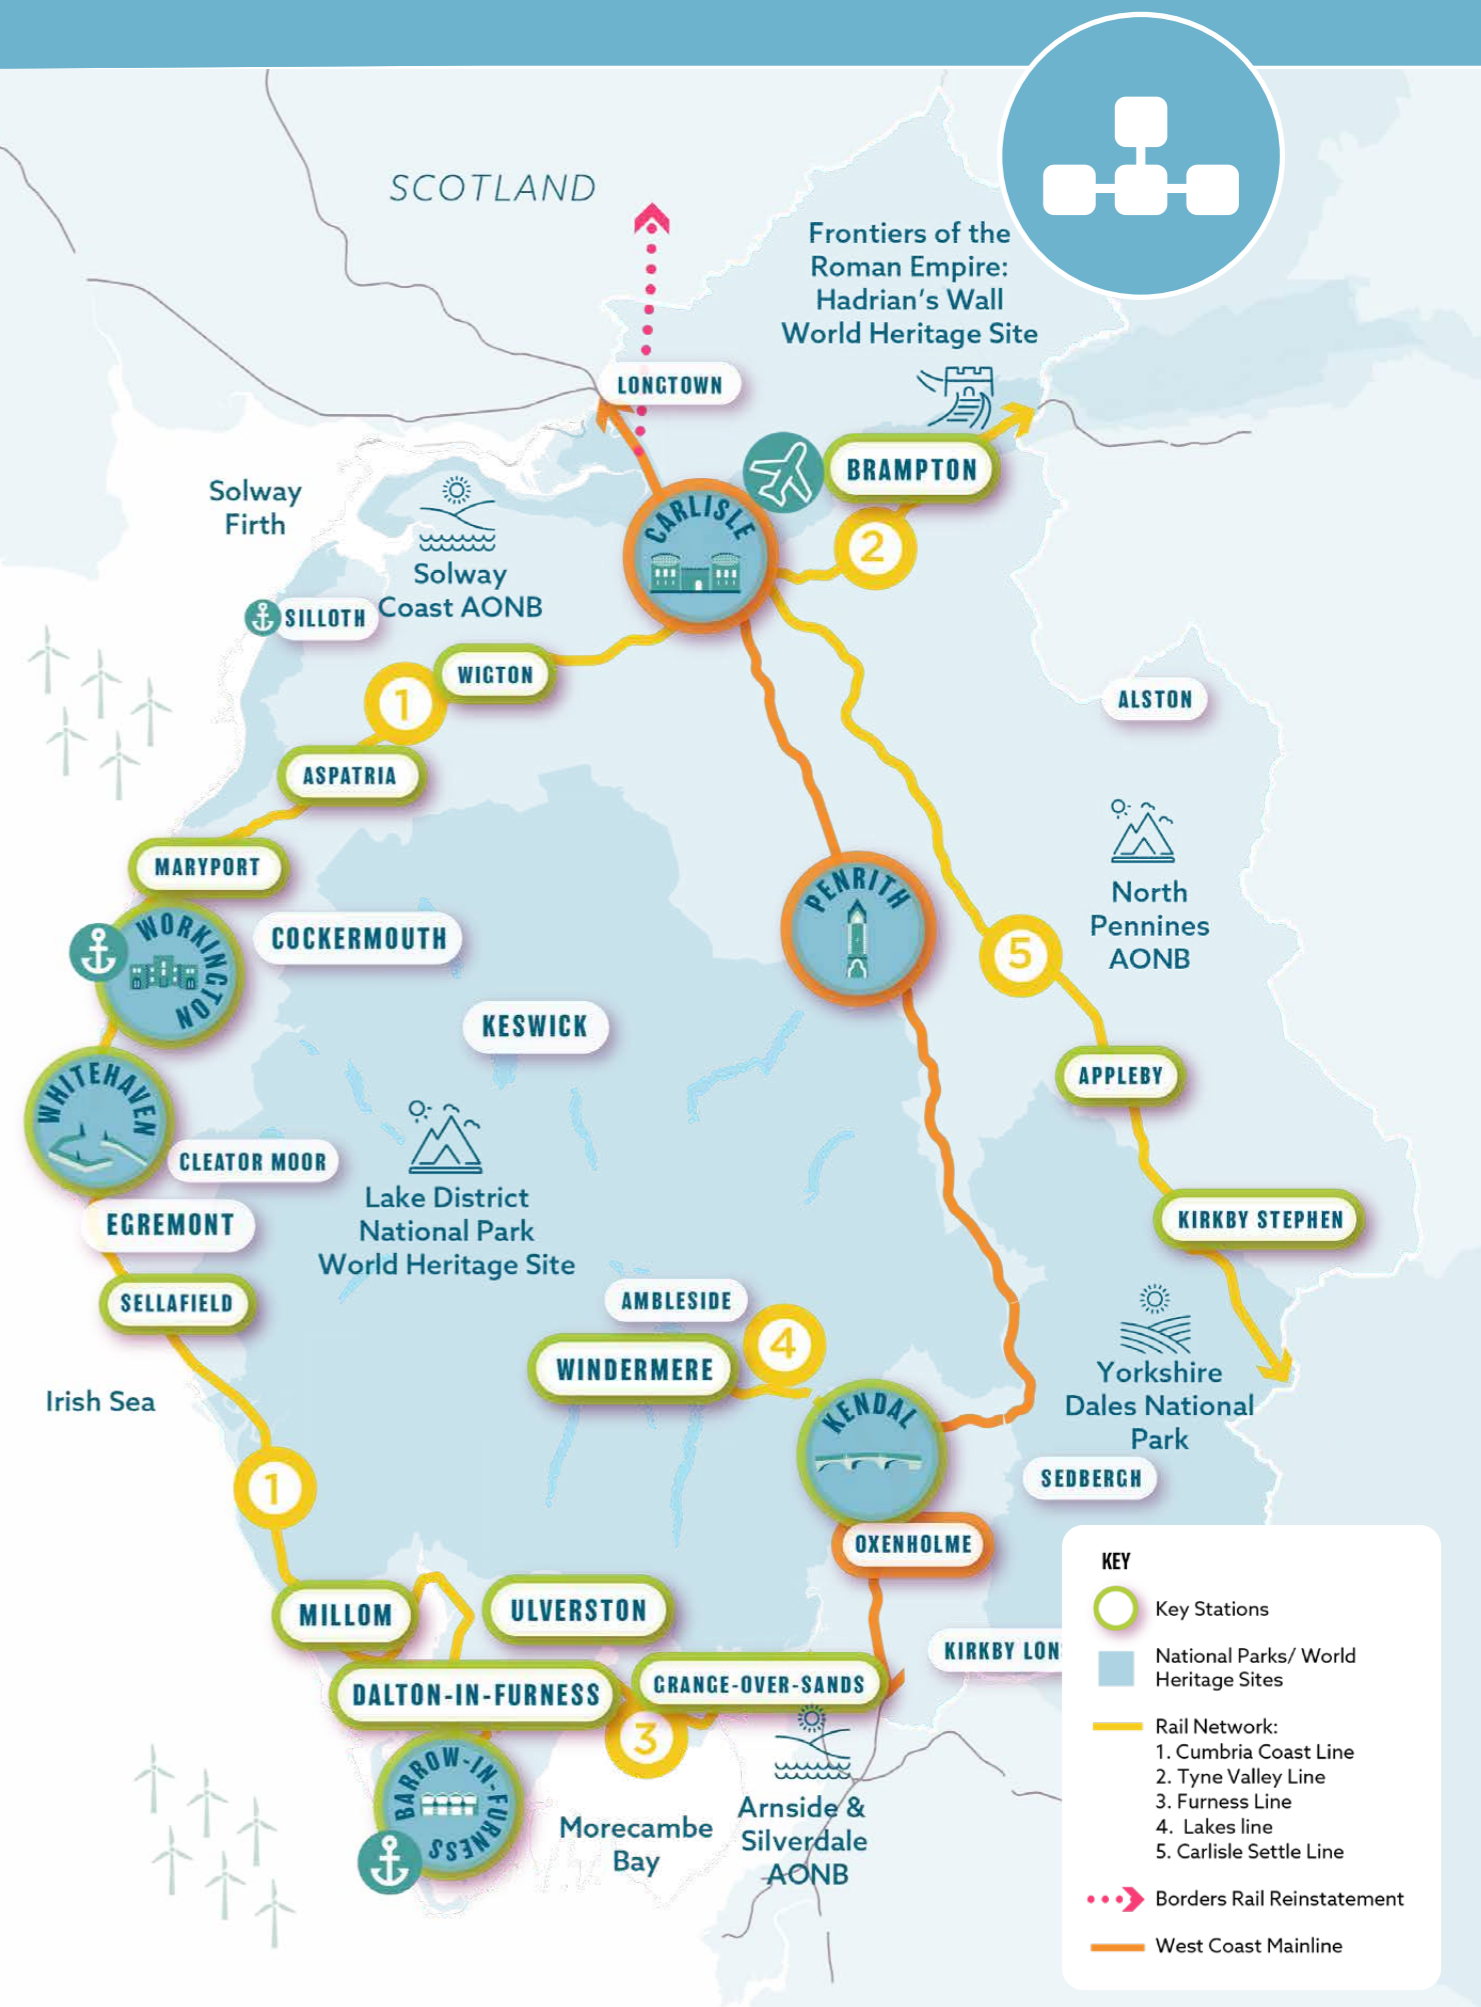 SCOTLAND
Frontiers of the
Roman Empire:
Hadrian's Wall
World Heritage Site
LONGTOWN
BRAMPTON
Solway
Firth
CARLISLE
2
Solway
Coast AONB
SILLOTH
WIGTON
1
ALSTON
ASPATRIA
MARYPORT
PENRITH
North
Pennines
AONB
WORKINGTON
COCKERMOUTH
5
KESWICK
APPLEBY
WHITEHAVEN
CLEATOR MOOR
Lake District
National Park
World Heritage Site
EGREMONT
KIRKBY STEPHEN
SELLAFIELD
AMBLESIDE
4
WINDERMERE
Irish Sea
Yorkshire
Dales National
Park
KENDAL
SEDBERGH
1
OXENHOLME
MILLOM
ULVERSTON
KIRKBY LON
GRANGE-OVER-SANDS
DALTON-IN-FURNESS
3
BARROW-IN-FURNESS
Morecambe
Bay
Arnside &
Silverdale
AONB
KEY
Key Stations
National Parks/ World
Heritage Sites
Rail Network:
1. Cumbria Coast Line
2. Tyne Valley Line
3. Furness Line
4. Lakes line
5. Carlisle Settle Line
Borders Rail Reinstatement
West Coast Mainline